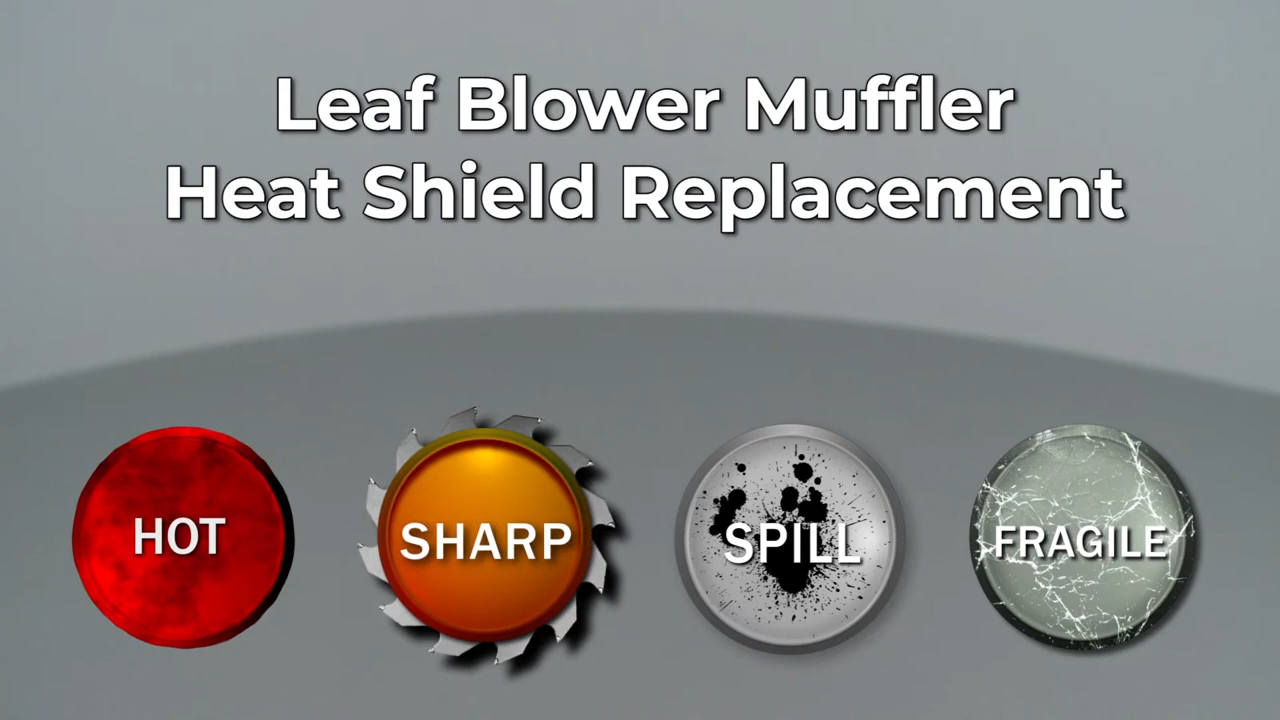 Leaf Blower Muffler
Heat Shield Replacement
HOT
SHARP
SPILL
FRAGILE